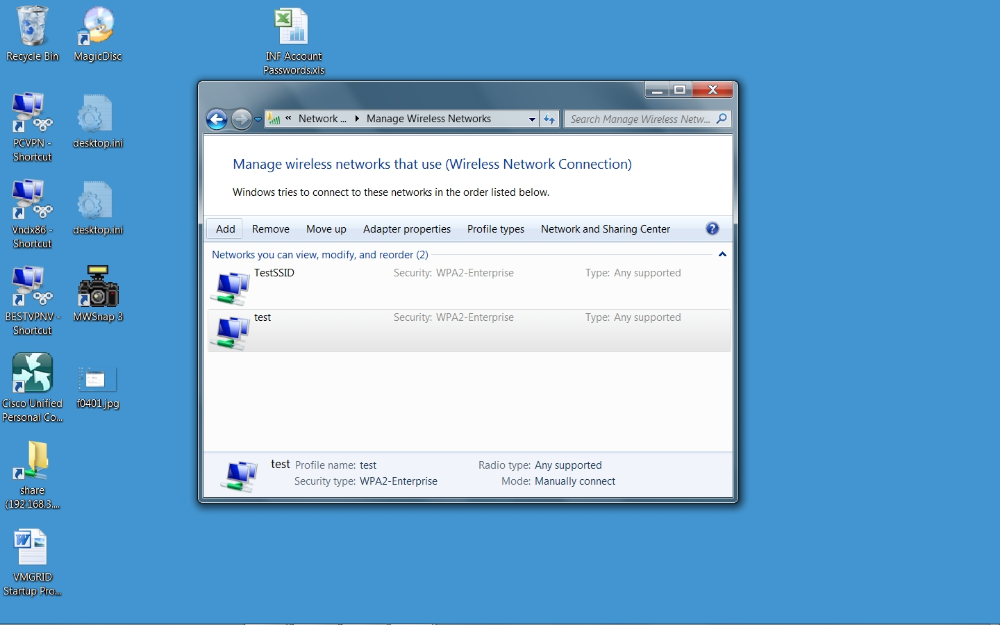 Recycle Bin
MagicDisc
INF Account
Passwords.xls
PCVPN -
Shortcut
desktop.ini
Vndx86 -
Shortcut
desktop.ini
BESTVPNV -
Shortcut
MWSnap 3
Cisco Unified
Personal Co...
f0401.jpg
share
(192.168.3....
VMGRID
Startup Pro...
« Network ... Manage Wireless Networks
Search Manage Wireless Netw...
Manage wireless networks that use (Wireless Network Connection)
Windows tries to connect to these networks in the order listed below.
Add Remove Move up Adapter properties Profile types Network and Sharing Center ?
Networks you can view, modify, and reorder (2)
TestSSID Security: WPA2-Enterprise Type: Any supported
test Security: WPA2-Enterprise Type: Any supported
test Profile name: test Radio type: Any supported
Security type: WPA2-Enterprise Mode: Manually connect